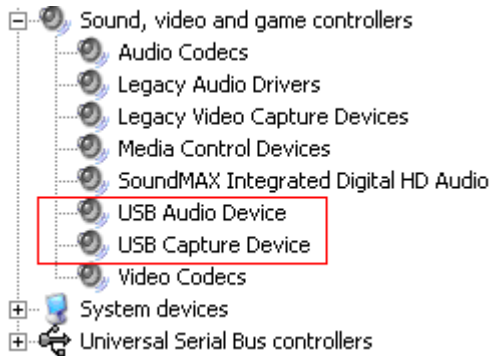 Sound, video and game controllers
Audio Codecs
Legacy Audio Drivers
Legacy Video Capture Devices
Media Control Devices
SoundMAX Integrated Digital HD Audio
USB Audio Device
USB Capture Device
Video Codecs
System devices
Universal Serial Bus controllers